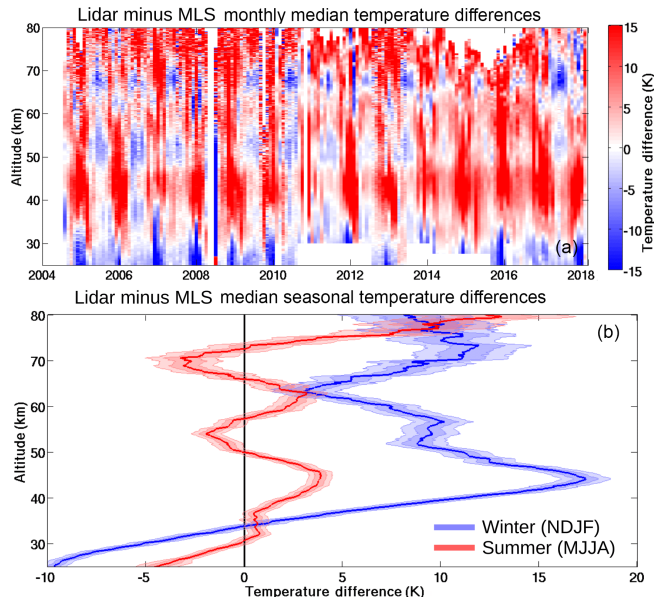 Lidar minus MLS monthly median temperature differences
80
70
60
50
40
30
Altitude (km)
(a)
2004 2006 2008 2010 2012 2014 2016 2018
15
10
5
0
-5
-10
-15
Temperature difference (K)
Lidar minus MLS median seasonal temperature differences
80
70
60
50
40
30
Altitude (km)
(b)
Winter (NDJF)
Summer (MJJA)
-10 -5 0 5 10 15 20
Temperature difference (K)